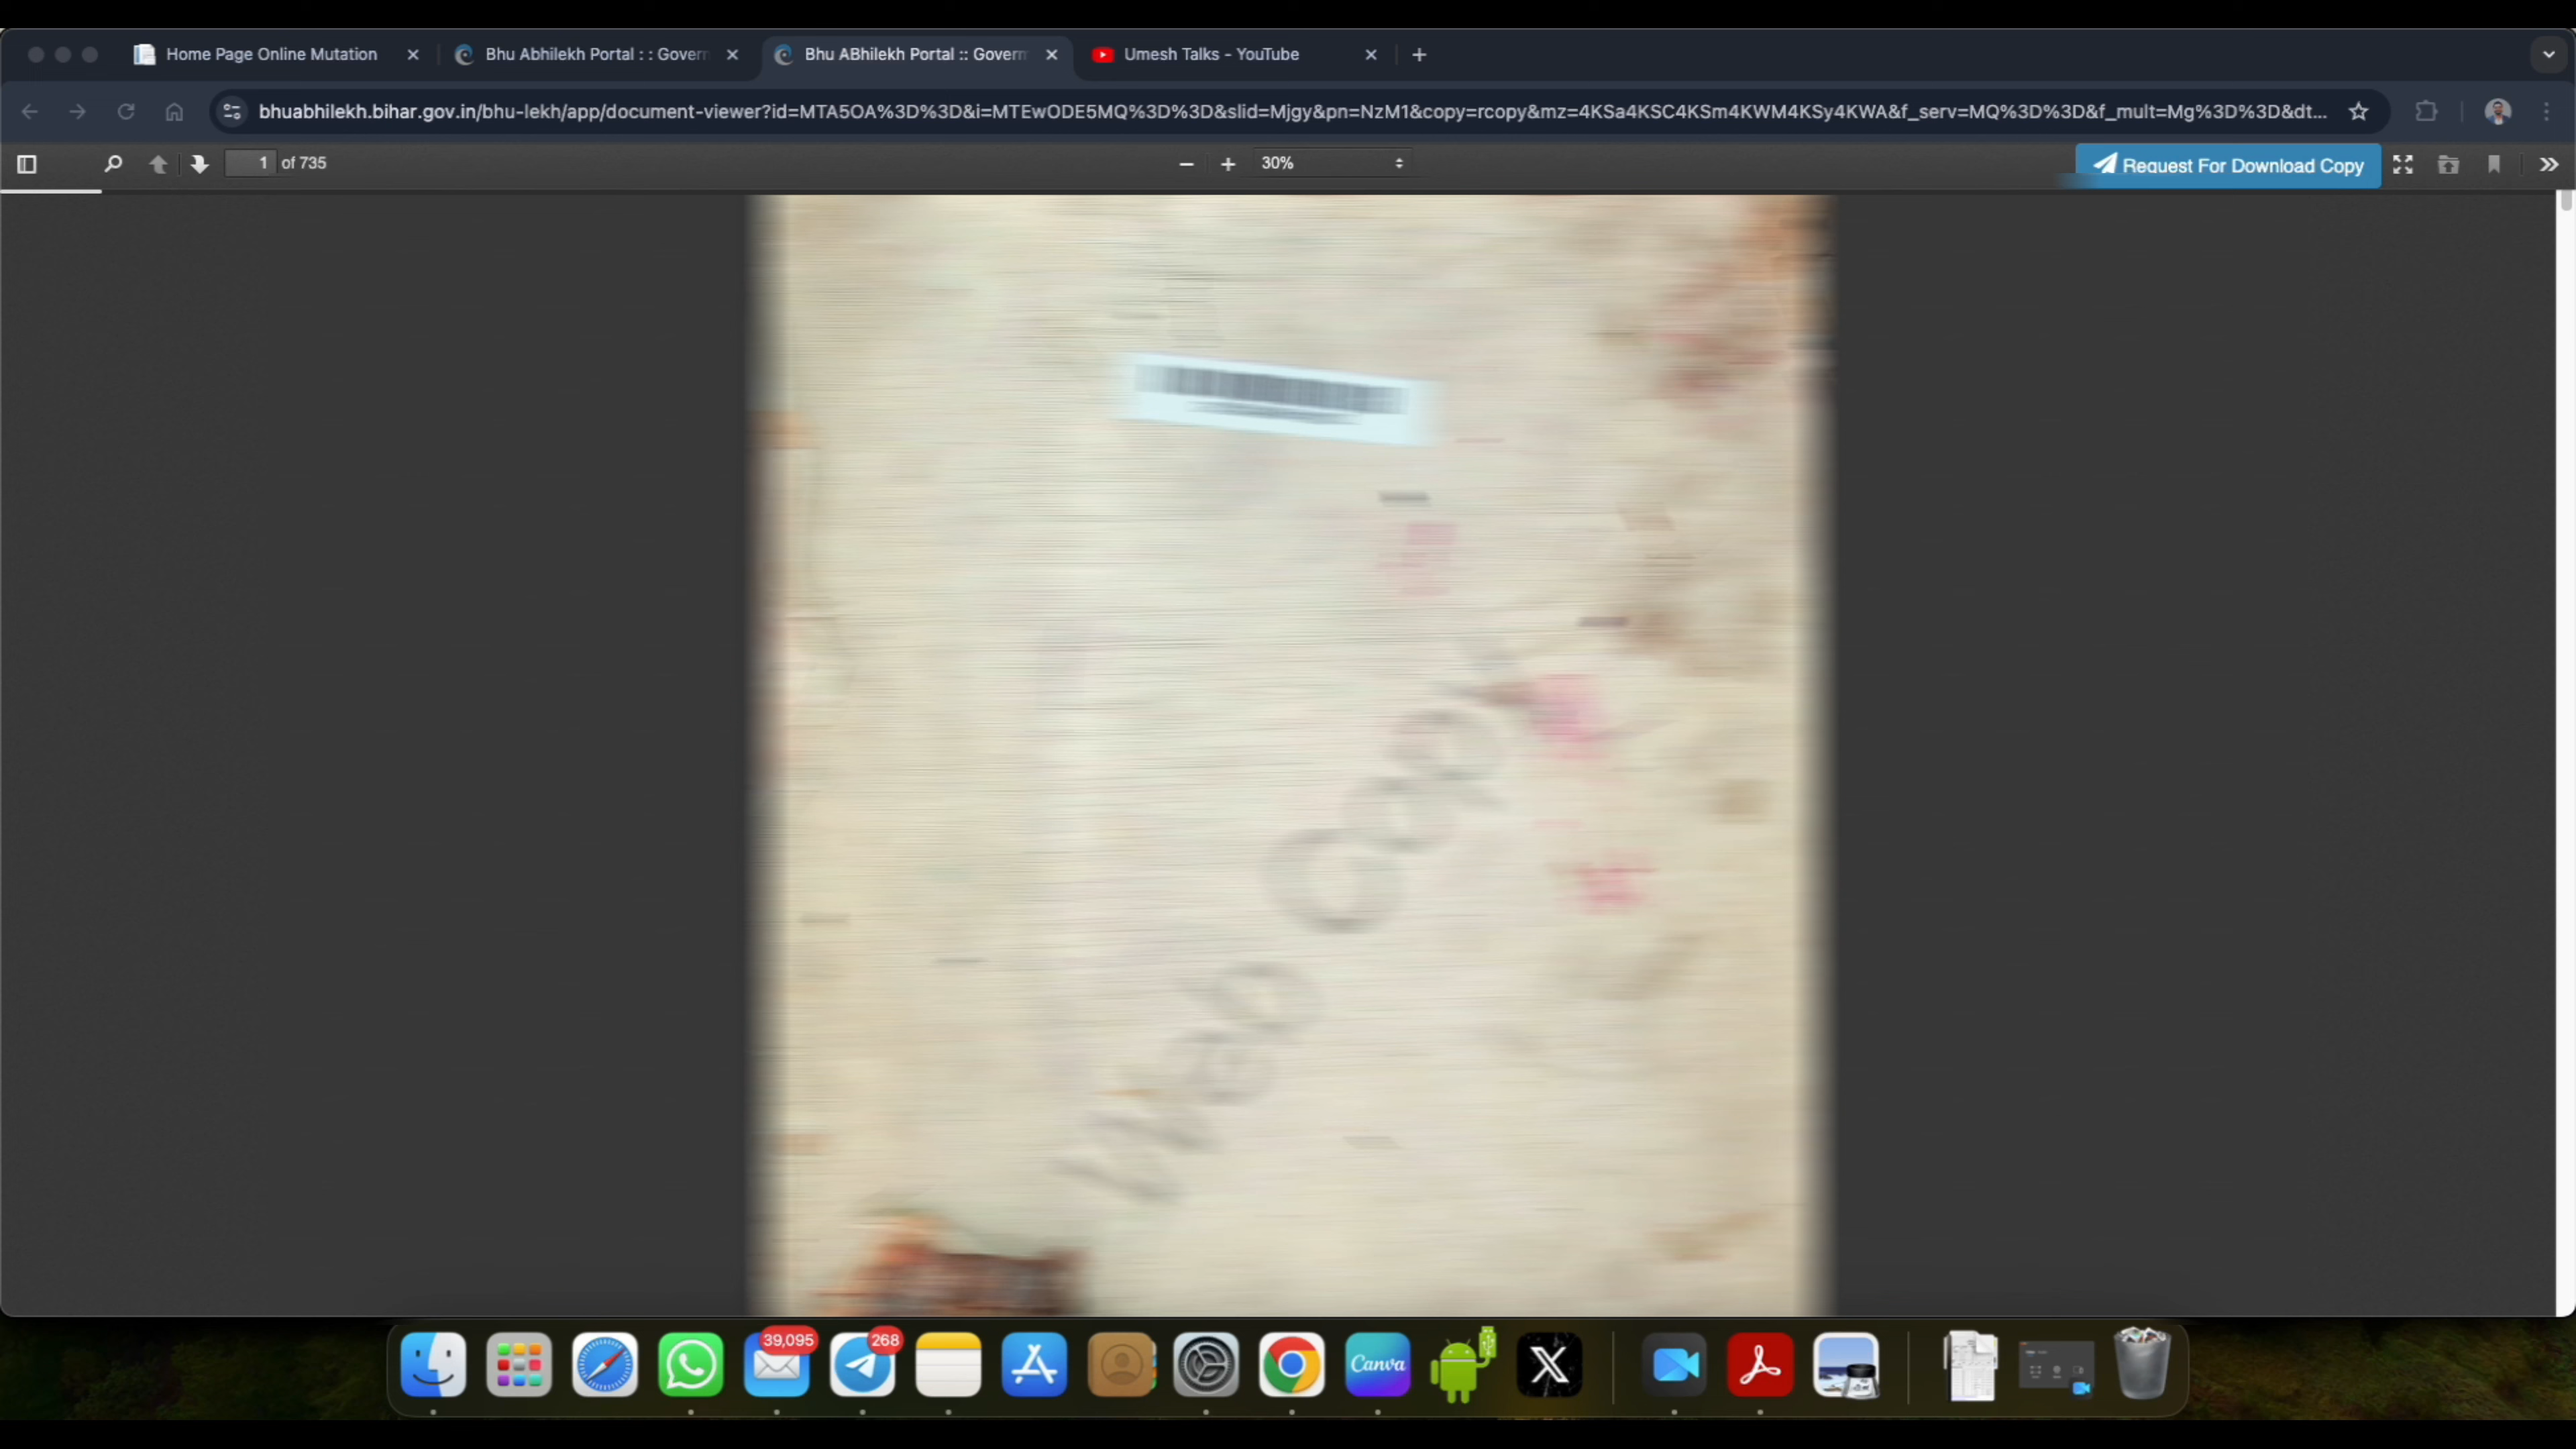 Home Page Online Mutation
Bhu Abhilekh Portal : : Govern
Bhu ABhilekh Portal :: Govern
Umesh Talks - YouTube
bhuabhilekh.bihar.gov.in/bhu-lekh/app/document-viewer?id=MTA5OA%3D%3D&i=MTEwODE5MQ%3D%3D&slid=Mjgy&pn=NzM1&copy=rcopy&mz=4KSa4KSC4KSm4KWM4KSy4KWA&f_serv=MQ%3D%3D&f_mult=Mg%3D%3D&dt...
1 of 735
30%
Request For Download Copy
Web Copy
39,095
268
Canva